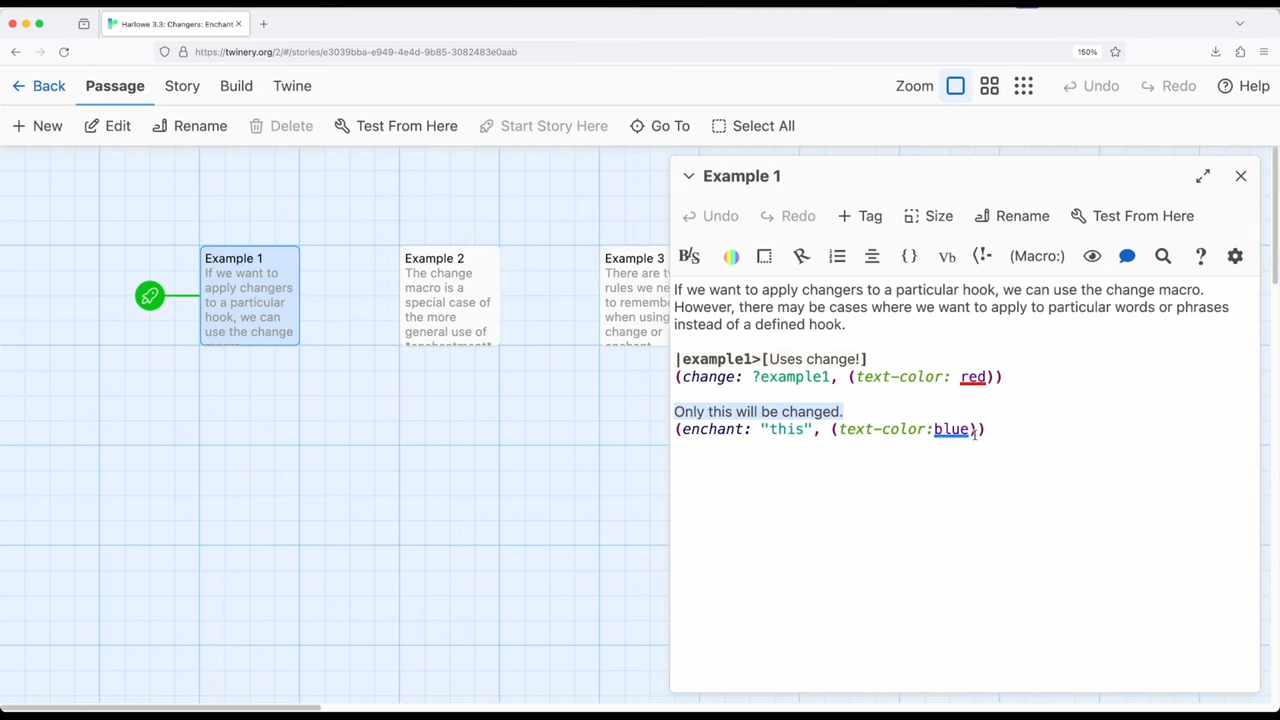 Harlowe 3.3: Changers: Enchant
https://twinery.org/2/#/stories/e3039bba-e949-4e4d-9b85-3082483e0aab
150%
Back
Passage
Story
Build
Twine
Zoom
Undo
Redo
Help
New
Edit
Rename
Delete
Test From Here
Start Story Here
Go To
Select All
Example 1
If we want to
apply changers
to a particular
hook, we can
use the change
Example 2
The change
macro is a
special case of
the more
general use of
*enchantment*
Example 3
There are t
rules we ne
to remembe
when using
change or
enchant
Example 1
Undo
Redo
Tag
Size
Rename
Test From Here
(Macro:)
If we want to apply changers to a particular hook, we can use the change macro.
However, there may be cases where we want to apply to particular words or phrases
instead of a defined hook.
|example1>[Uses change!]
(change: ?example1, (text-color: red))
Only this will be changed.
(enchant: "this", (text-color:blue))